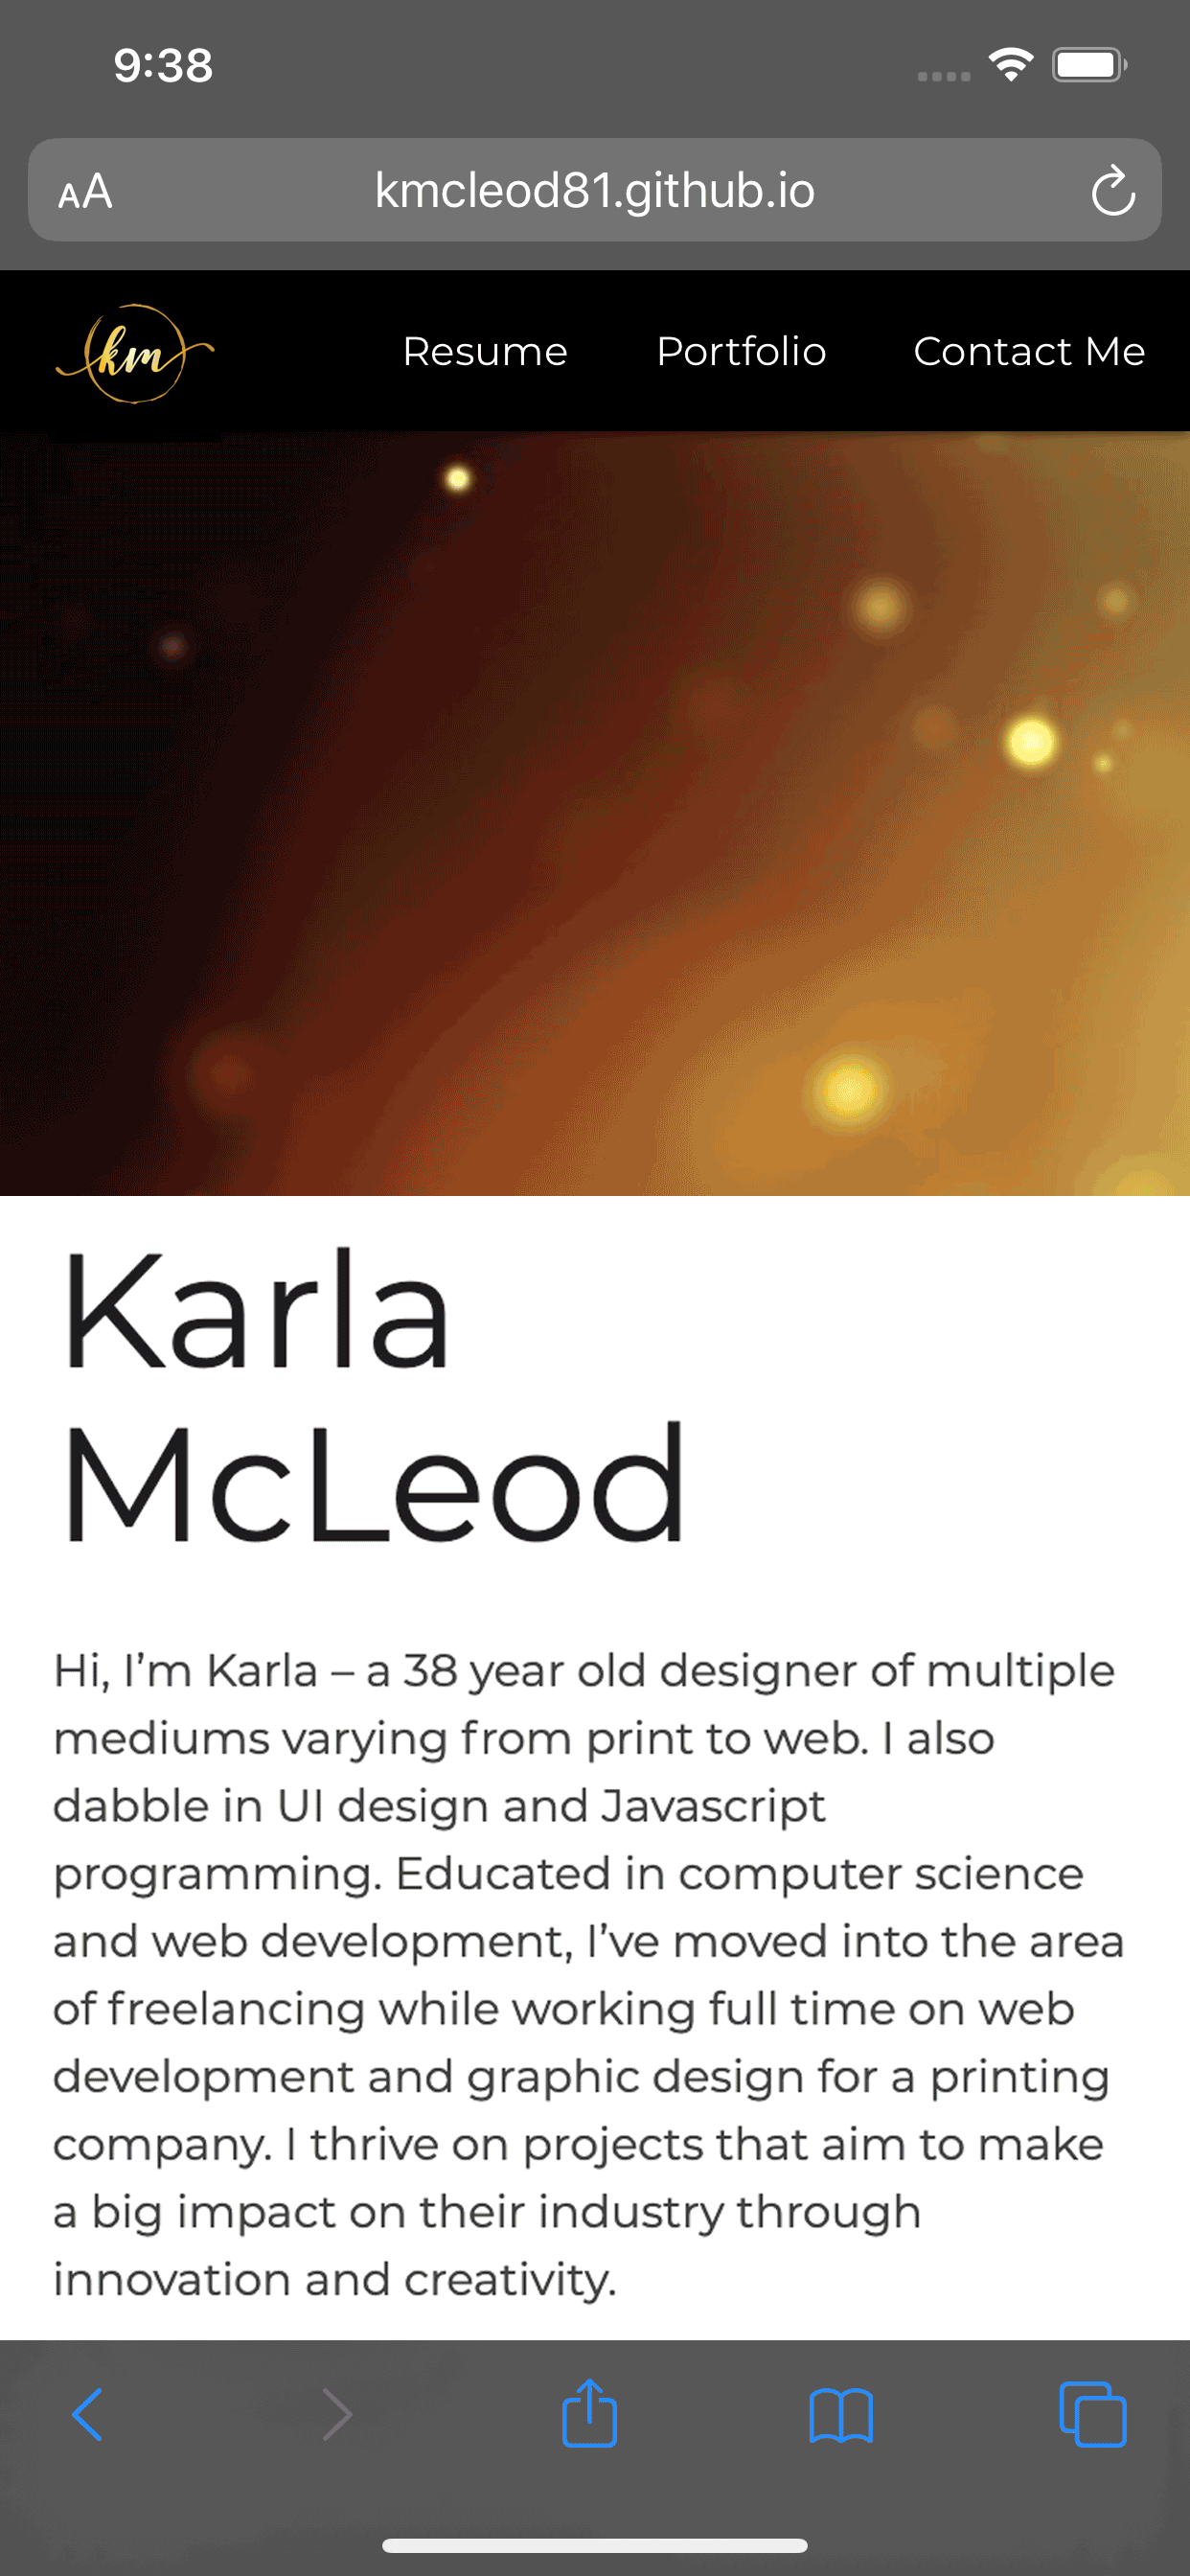 9:38
AA
kmcleod81.github.io
km
Resume Portfolio Contact Me
Karla
McLeod
Hi, I’m Karla – a 38 year old designer of multiple
mediums varying from print to web. I also
dabble in UI design and Javascript
programming. Educated in computer science
and web development, I’ve moved into the area
of freelancing while working full time on web
development and graphic design for a printing
company. I thrive on projects that aim to make
a big impact on their industry through
innovation and creativity.